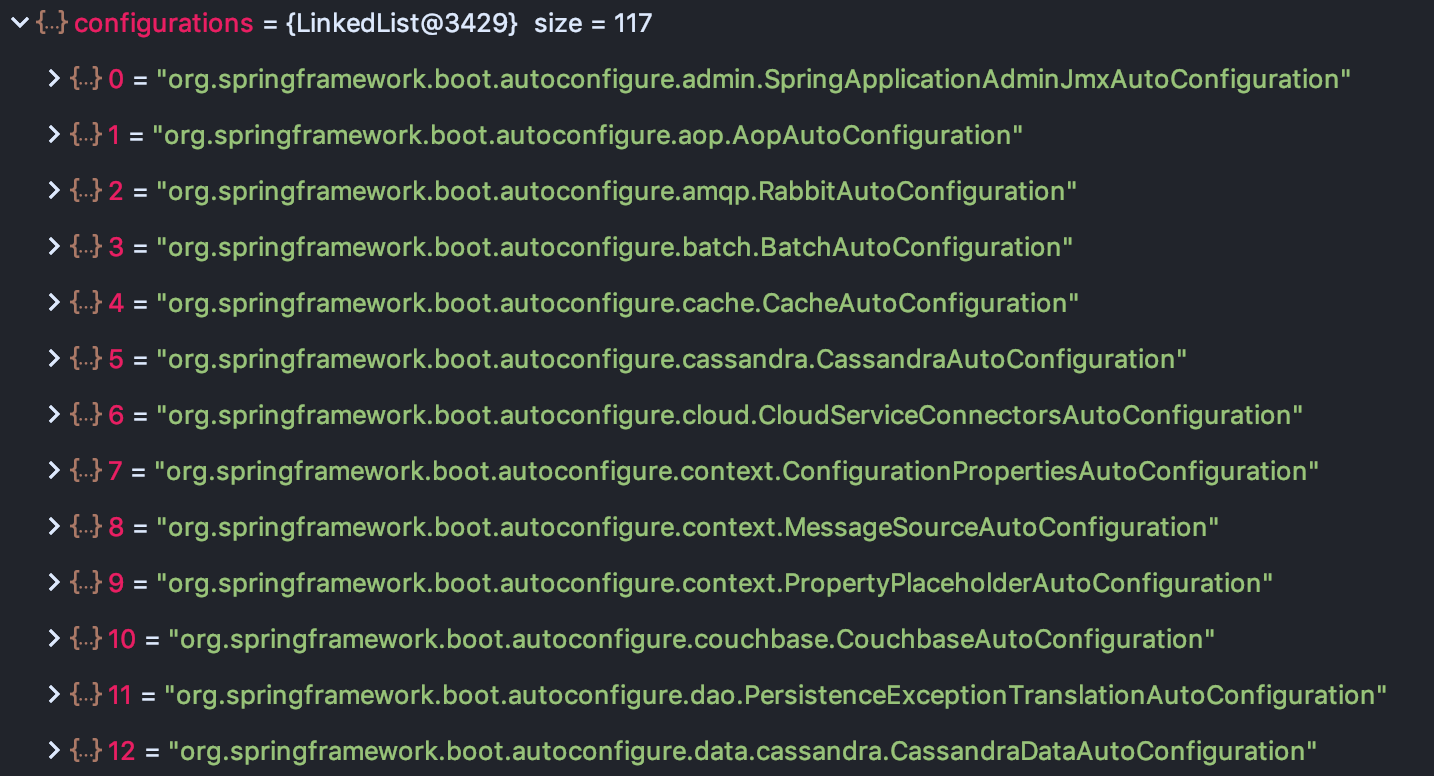 {...} configurations = {LinkedList@3429} size = 117
{...} 0 = "org.springframework.boot.autoconfigure.admin.SpringApplicationAdminJmxAutoConfiguration"
{...} 1 = "org.springframework.boot.autoconfigure.aop.AopAutoConfiguration"
{...} 2 = "org.springframework.boot.autoconfigure.amqp.RabbitAutoConfiguration"
{...} 3 = "org.springframework.boot.autoconfigure.batch.BatchAutoConfiguration"
{...} 4 = "org.springframework.boot.autoconfigure.cache.CacheAutoConfiguration"
{...} 5 = "org.springframework.boot.autoconfigure.cassandra.CassandraAutoConfiguration"
{...} 6 = "org.springframework.boot.autoconfigure.cloud.CloudServiceConnectorsAutoConfiguration"
{...} 7 = "org.springframework.boot.autoconfigure.context.ConfigurationPropertiesAutoConfiguration"
{...} 8 = "org.springframework.boot.autoconfigure.context.MessageSourceAutoConfiguration"
{...} 9 = "org.springframework.boot.autoconfigure.context.PropertyPlaceholderAutoConfiguration"
{...} 10 = "org.springframework.boot.autoconfigure.couchbase.CouchbaseAutoConfiguration"
{...} 11 = "org.springframework.boot.autoconfigure.dao.PersistenceExceptionTranslationAutoConfiguration"
{...} 12 = "org.springframework.boot.autoconfigure.data.cassandra.CassandraDataAutoConfiguration"